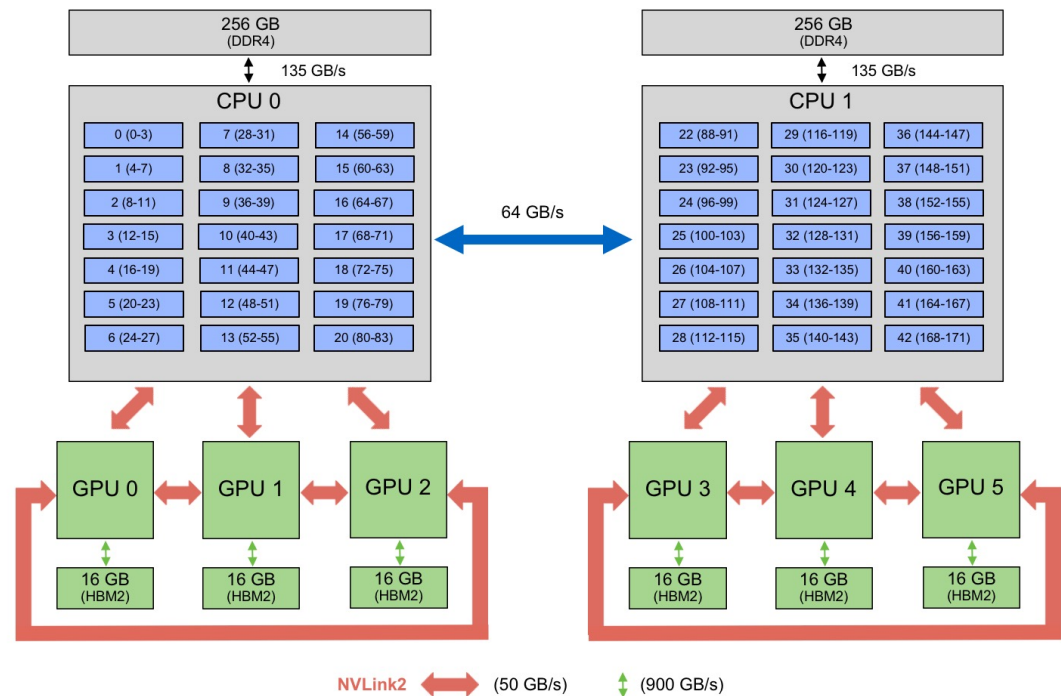 256 GB
(DDR4)
135 GB/s
CPU 0
0 (0-3)
7 (28-31)
14 (56-59)
1 (4-7)
8 (32-35)
15 (60-63)
2 (8-11)
9 (36-39)
16 (64-67)
3 (12-15)
10 (40-43)
17 (68-71)
4 (16-19)
11 (44-47)
18 (72-75)
5 (20-23)
12 (48-51)
19 (76-79)
6 (24-27)
13 (52-55)
20 (80-83)
64 GB/s
256 GB
(DDR4)
135 GB/s
CPU 1
22 (88-91)
29 (116-119)
36 (144-147)
23 (92-95)
30 (120-123)
37 (148-151)
24 (96-99)
31 (124-127)
38 (152-155)
25 (100-103)
32 (128-131)
39 (156-159)
26 (104-107)
33 (132-135)
40 (160-163)
27 (108-111)
34 (136-139)
41 (164-167)
28 (112-115)
35 (140-143)
42 (168-171)
GPU 0
GPU 1
GPU 2
16 GB
(HBM2)
16 GB
(HBM2)
16 GB
(HBM2)
GPU 3
GPU 4
GPU 5
16 GB
(HBM2)
16 GB
(HBM2)
16 GB
(HBM2)
NVLink2 (50 GB/s) (900 GB/s)